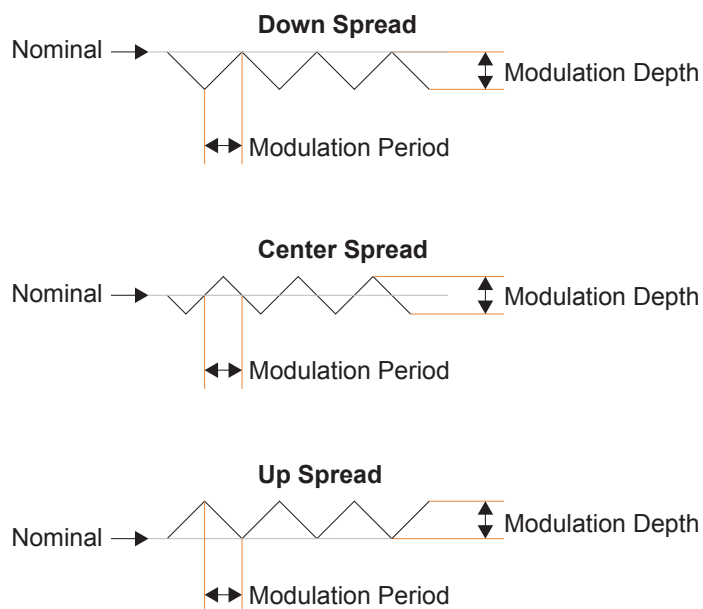 Down Spread
Nominal
Modulation Depth
Modulation Period
Center Spread
Nominal
Modulation Depth
Modulation Period
Up Spread
Nominal
Modulation Depth
Modulation Period